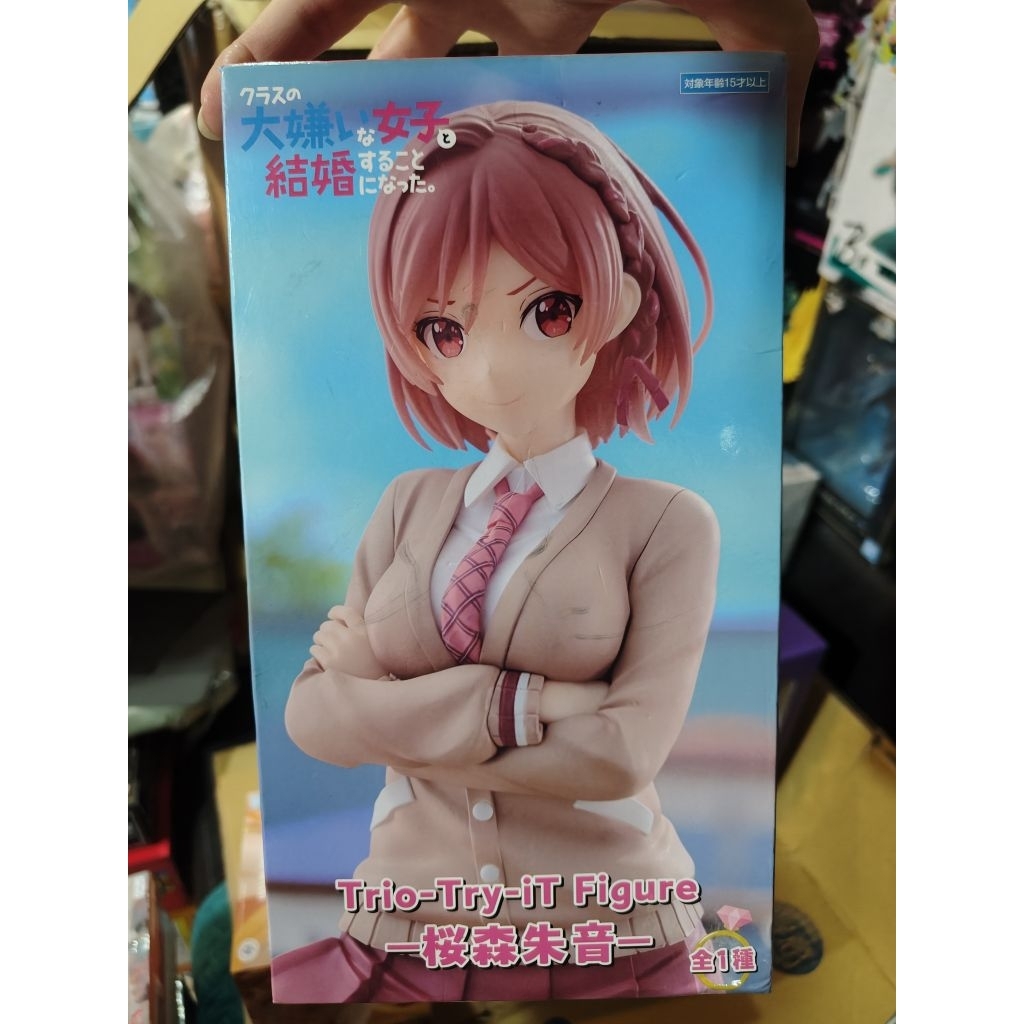 対象年齢15才以上
クラスの
大嫌いな女子と
結婚すること
になった。
Trio-Try-iT Figure
—桜森朱音—
全1種